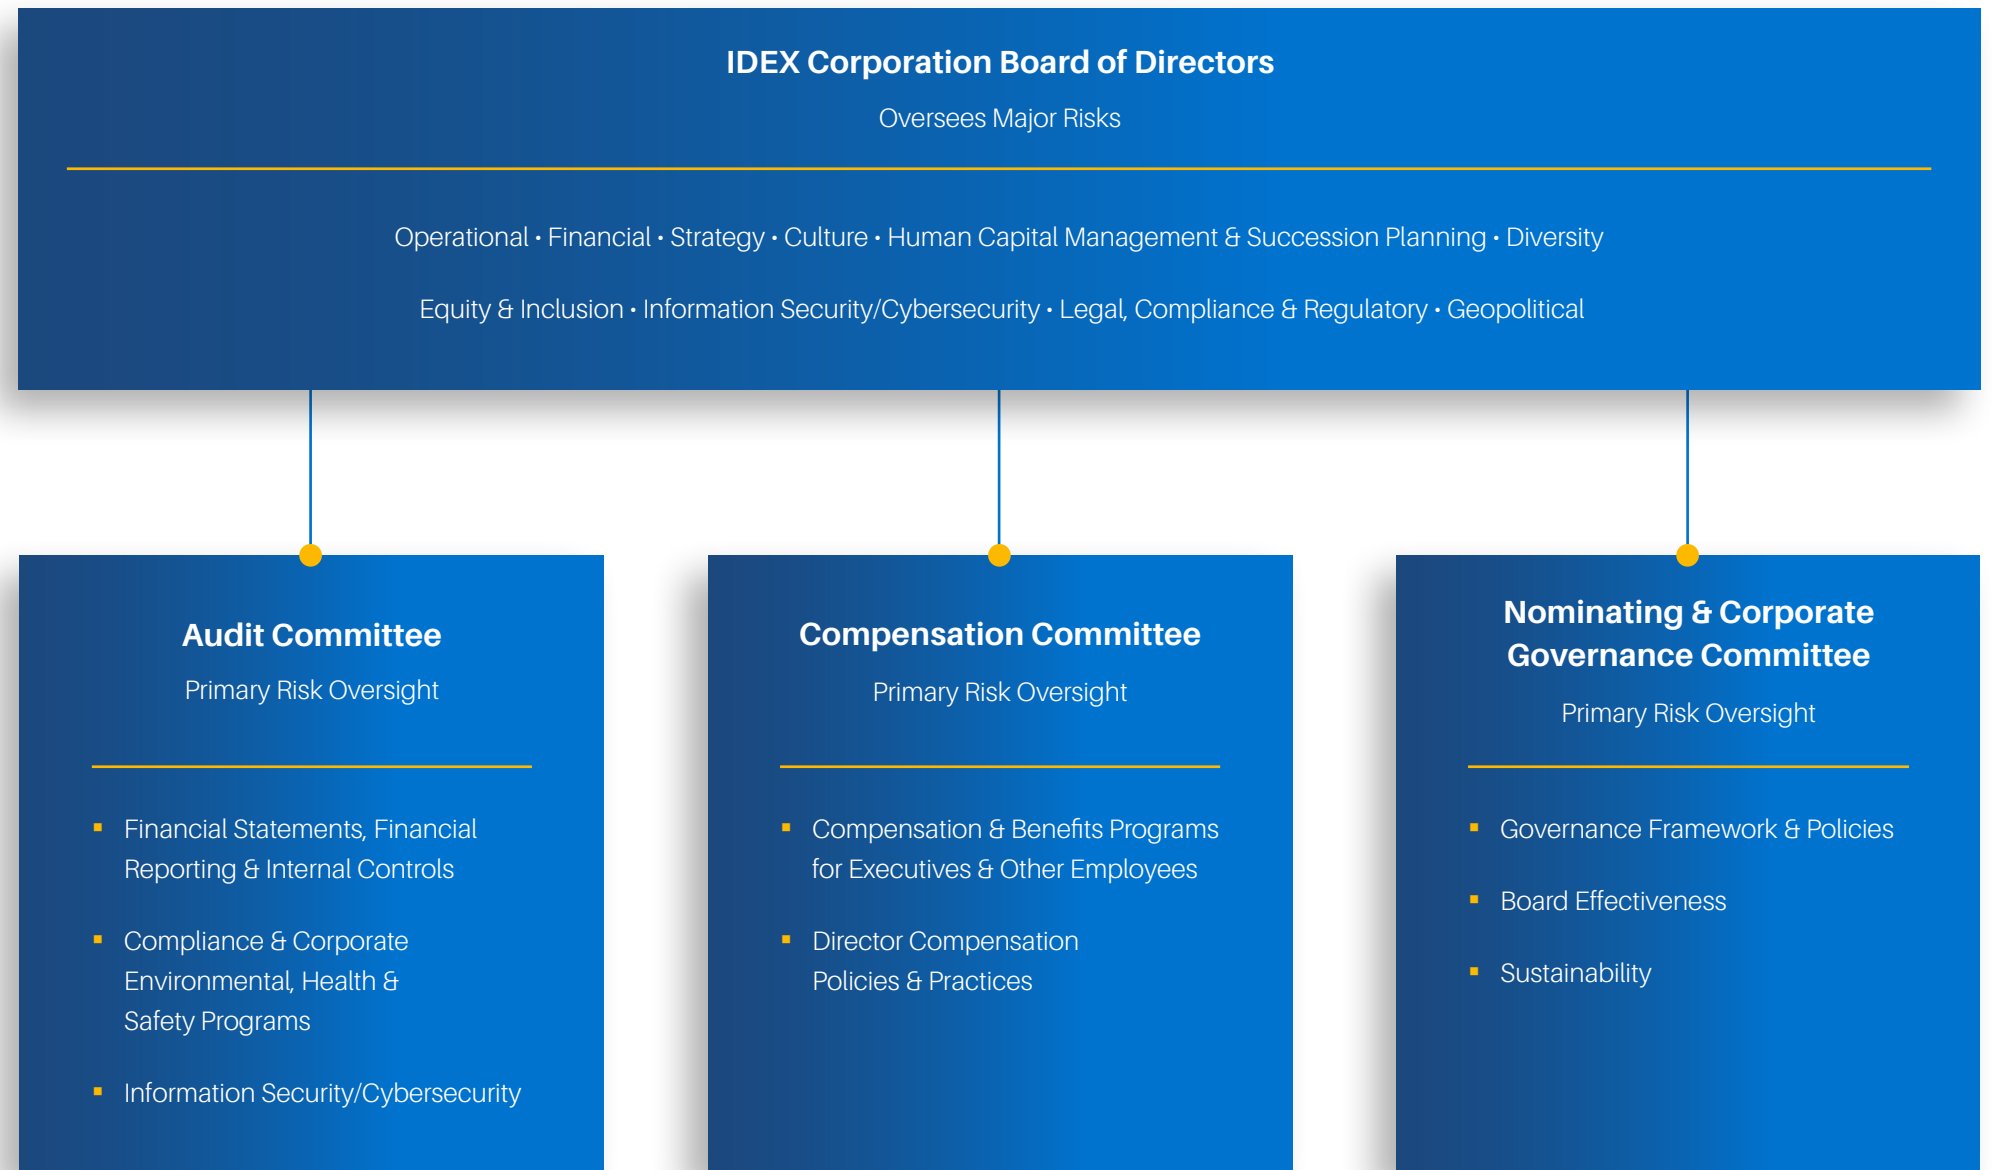 IDEX Corporation Board of Directors
Oversees Major Risks
Operational • Financial • Strategy • Culture • Human Capital Management & Succession Planning • Diversity
Equity & Inclusion • Information Security/Cybersecurity • Legal, Compliance & Regulatory • Geopolitical
Audit Committee
Primary Risk Oversight
▪ Financial Statements, Financial
Reporting & Internal Controls
▪ Compliance & Corporate
Environmental, Health &
Safety Programs
▪ Information Security/Cybersecurity
Compensation Committee
Primary Risk Oversight
▪ Compensation & Benefits Programs
for Executives & Other Employees
▪ Director Compensation
Policies & Practices
Nominating & Corporate
Governance Committee
Primary Risk Oversight
▪ Governance Framework & Policies
▪ Board Effectiveness
▪ Sustainability